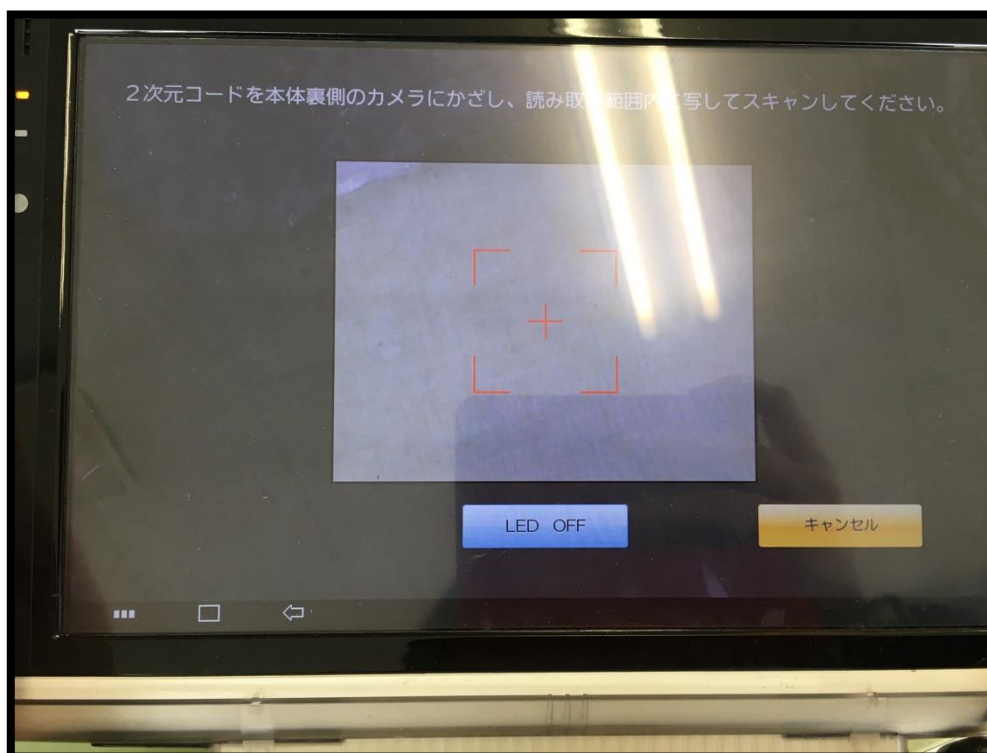 2次元コードを本体裏側のカメラにかざし、読み取り範囲内に写してスキャンしてください。
LED OFF
キャンセル